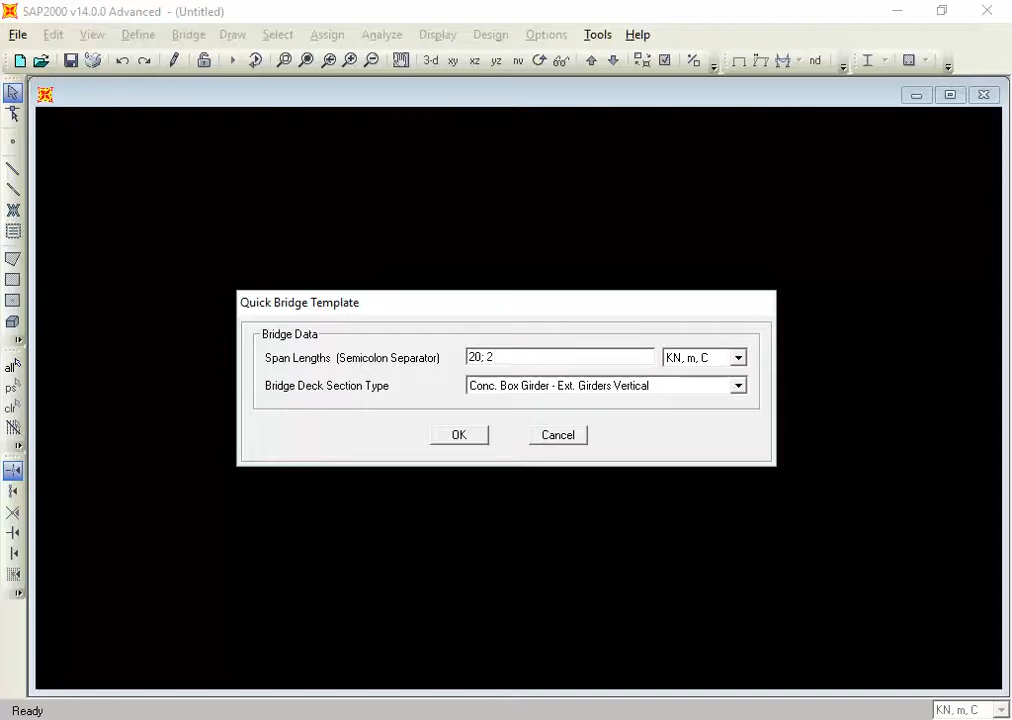 SAP2000 v14.0.0 Advanced - (Untitled)
File Edit View Define Bridge Draw Select Assign Analyze Display Design Options Tools Help
3-d xy xz yz nv nd
all
ps
clr
Quick Bridge Template
Bridge Data
Span Lengths (Semicolon Separator) 20; 2 KN, m, C
Bridge Deck Section Type Conc. Box Girder - Ext. Girders Vertical
OK Cancel
Ready KN, m, C